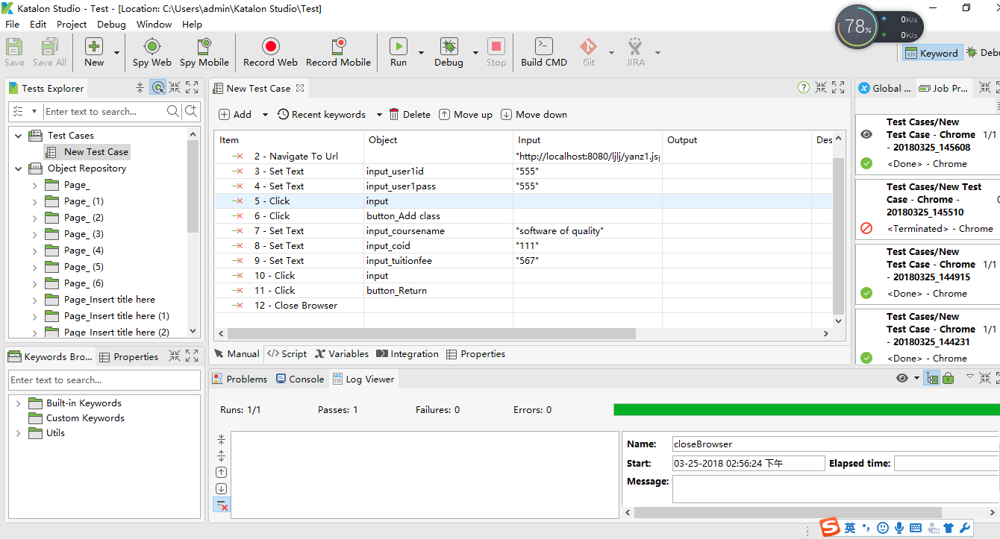 Katalon Studio - Test - [Location: C:\Users\admin\Katalon Studio\Test]
File Edit Project Debug Window Help
78%
0K/s
0K/s
Save Save All New Spy Web Spy Mobile Record Web Record Mobile Run Debug Stop Build CMD Git JIRA
Keyword Debu
Tests Explorer
Enter text to search...
Test Cases
New Test Case
Object Repository
Page_
Page_ (1)
Page_ (2)
Page_ (3)
Page_ (4)
Page_ (5)
Page_ (6)
Page_Insert title here
Page_Insert title here (1)
Page_Insert title here (2)
Keywords Bro... Properties
Enter text to search...
Built-in Keywords
Custom Keywords
Utils
New Test Case
Add Recent keywords Delete Move up Move down
Item Object Input Output Des
2 - Navigate To Url "http://localhost:8080/ljlj/yanz1.jsp
3 - Set Text input_user1id "555"
4 - Set Text input_user1pass "555"
5 - Click input
6 - Click button_Add class
7 - Set Text input_coursename "software of quality"
8 - Set Text input_coid "111"
9 - Set Text input_tuitionfee "567"
10 - Click input
11 - Click button_Return
12 - Close Browser
Manual Script Variables Integration Properties
Problems Console Log Viewer
Runs: 1/1 Passes: 1 Failures: 0 Errors: 0
Name: closeBrowser
Start: 03-25-2018 02:56:24 下午 Elapsed time:
Message:
Global ... Job Pr...
Test Cases/New
Test Case - Chrome 1/1
- 20180325_145608
<Done> - Chrome
Test Cases/New Test
Case - Chrome - 0
20180325_145510
<Terminated> - Chrome
Test Cases/New
Test Case - Chrome 1/1
- 20180325_144915
<Done> - Chrome
Test Cases/New
Test Case - Chrome 1/1
- 20180325_144231
<Done> - Chrome
S 英